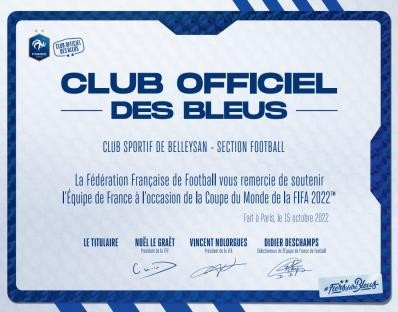 CLUB OFFICIEL
DES BLEUS
CLUB OFFICIEL
DES BLEUS
CLUB SPORTIF DE BELLEYSAN - SECTION FOOTBALL
La Fédération Française de Football vous remercie de soutenir
l'Équipe de France à l'occasion de la Coupe du Monde de la FIFA 2022™
Fait à Paris, le 15 octobre 2022
LE TITULAIRE NOËL LE GRAËT VINCENT NOLORGUES DIDIER DESCHAMPS
Président de la FFF Président de la LFA Sélectionneur de l'Équipe de France de Football
#FiersdetreBleus